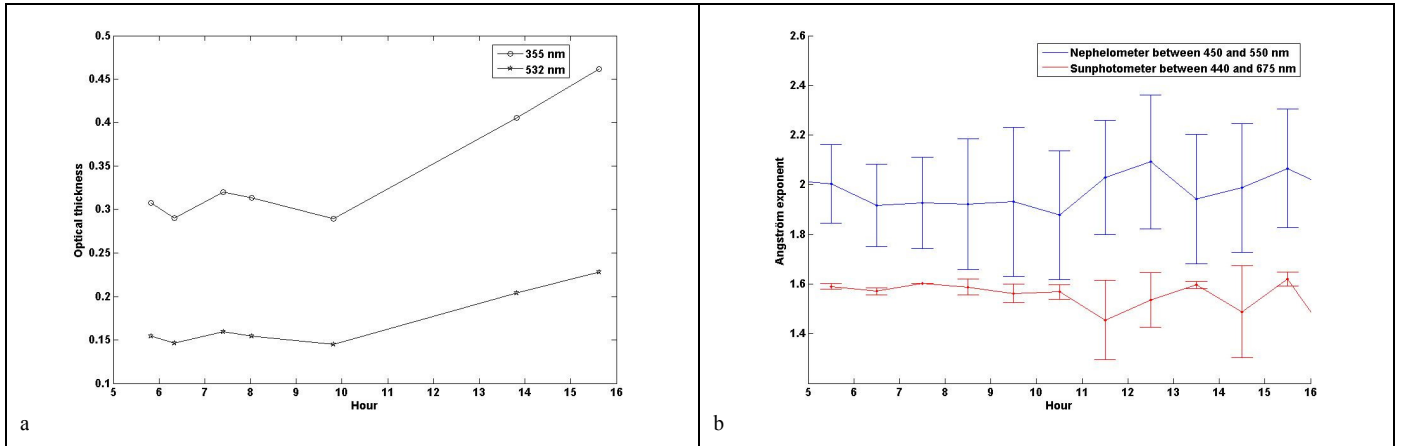 0.5
0.45
0.4
0.35
0.3
0.25
0.2
0.15
0.1
Optical thickness
355 nm
532 nm
5 6 7 8 9 10 11 12 13 14 15 16
Hour
a
2.6
2.4
2.2
2
1.8
1.6
1.4
Angström exponent
Nephelometer between 450 and 550 nm
Sunphotometer between 440 and 675 nm
5 6 7 8 9 10 11 12 13 14 15 16
Hour
b